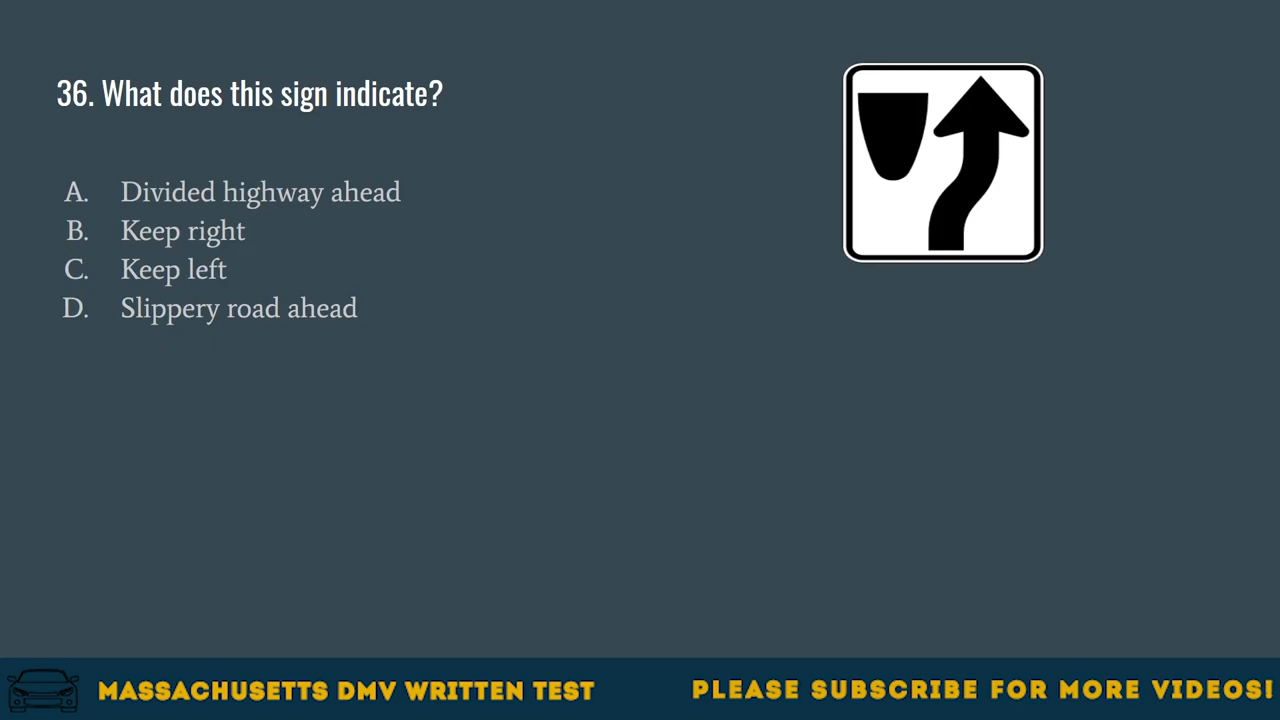 36. What does this sign indicate?
A. Divided highway ahead
B. Keep right
C. Keep left
D. Slippery road ahead
MASSACHUSETTS DMV WRITTEN TEST
PLEASE SUBSCRIBE FOR MORE VIDEOS!